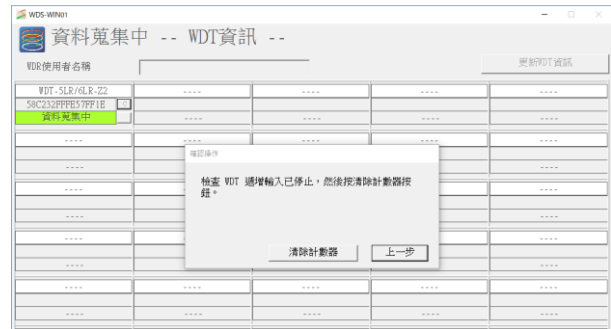 WDS-WIN01
資料蒐集中 -- WDT資訊 --
WDR使用者名稱
更新WDT資訊
WDT-5LR/6LR-Z2 ---- ---- ----
58C232FFFE57FF1E
資料蒐集中 ---- ---- ----
---- ---- ---- ----
確認操作
----
檢查 WDT 遞增輸入已停止，然後按清除計數器按
鈕。
---- ----
---- ----
---- ----
清除計數器 上一步
---- ----
---- ---- ---- ----
---- ---- ---- ----